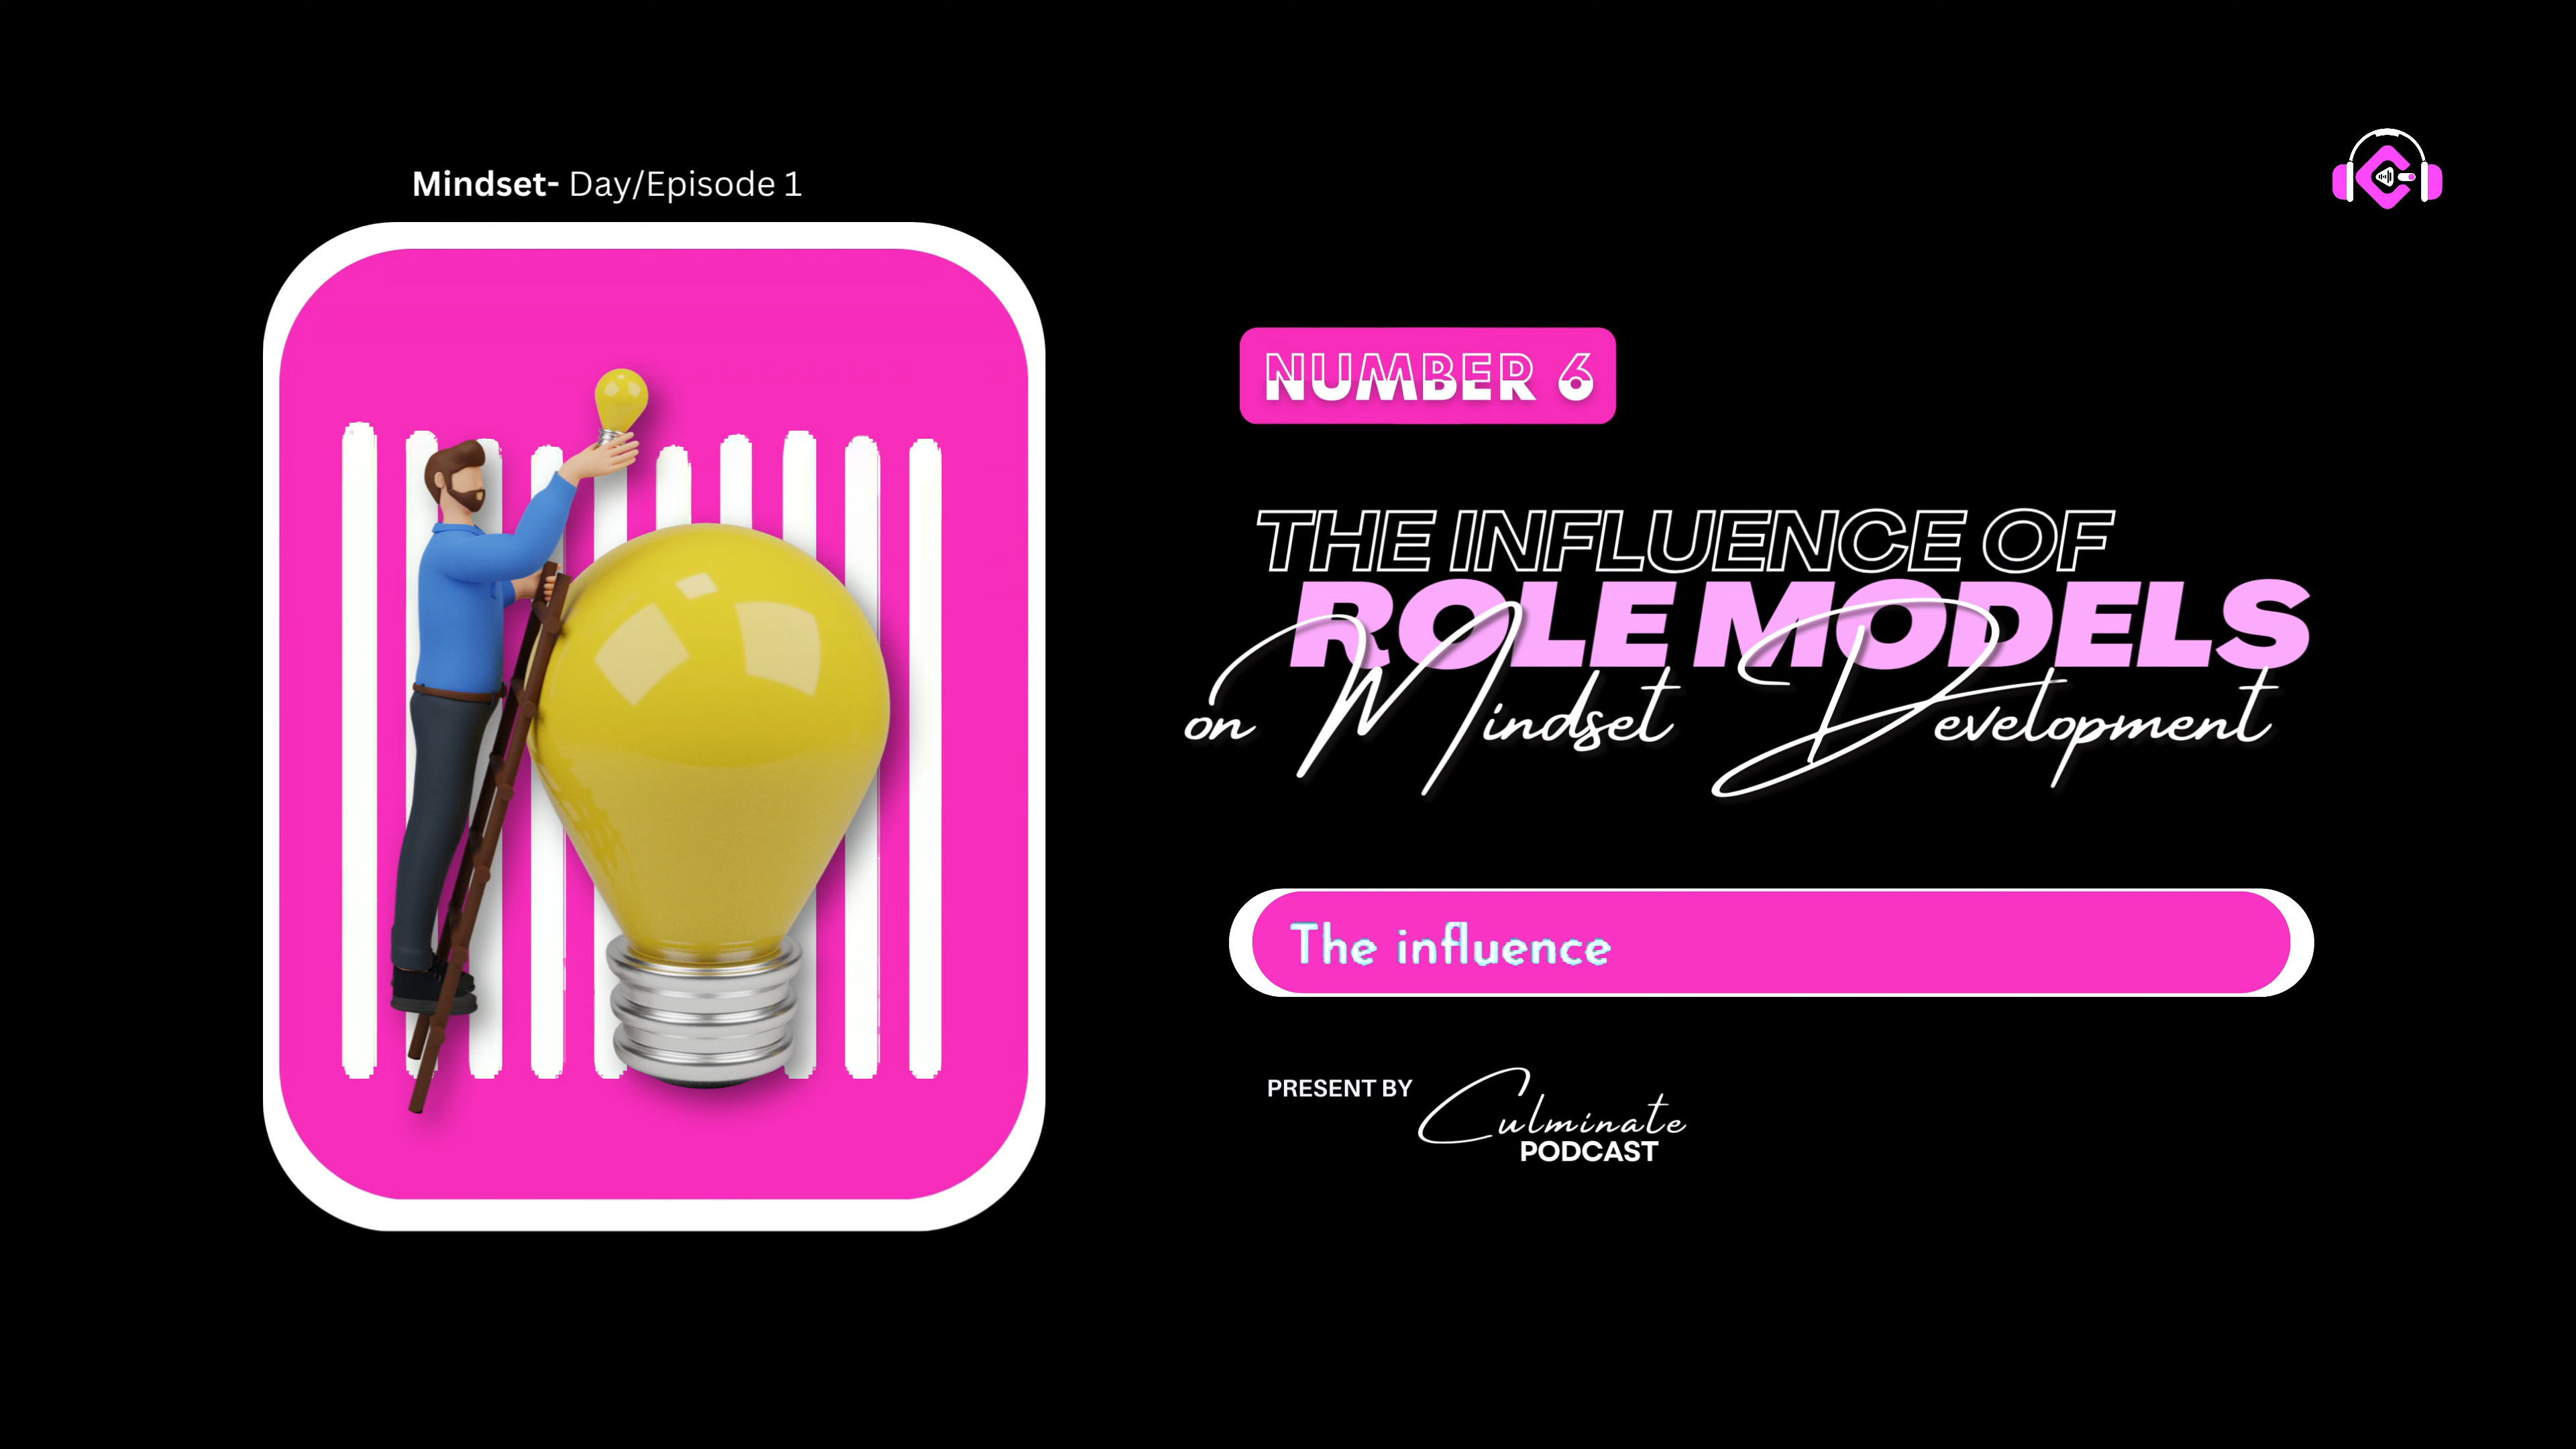 Mindset- Day/Episode 1
NUMBER 6
THE INFLUENCE OF
ROLE MODELS
on Mindset Development
The influence
PRESENT BY
Culminate
PODCAST